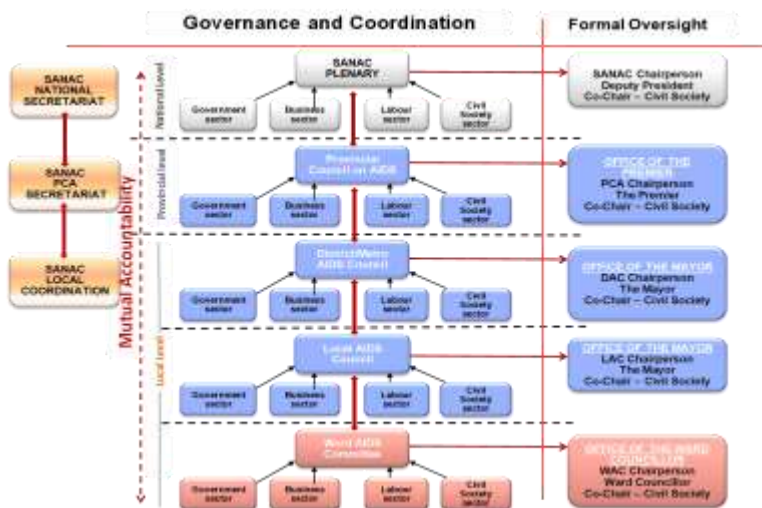 Governance and Coordination
Formal Oversight
SANAC
NATIONAL
SECRETARIAT
SANAC
PCA
SECRETARIAT
SANAC
LOCAL
COORDINATION
Mutual Accountability
National Level
SANAC
PLENARY
Government
sector
Business
sector
Labour
sector
Civil
Society
sector
SANAC Chairperson
Deputy President
Co-Chair – Civil Society
Provincial level
Provincial
Council on AIDS
Government
sector
Business
sector
Labour
sector
Civil
Society
sector
OFFICE OF THE
PREMIER
PCA Chairperson
The Premier
Co-Chair – Civil Society
Local level
District/Metro
AIDS Council
Government
sector
Business
sector
Labour
sector
Civil
Society
sector
OFFICE OF THE MAYOR
DAC Chairperson
The Mayor
Co-Chair – Civil Society
Local AIDS
Council
Government
sector
Business
sector
Labour
sector
Civil
Society
sector
OFFICE OF THE MAYOR
LAC Chairperson
The Mayor
Co-Chair – Civil Society
Ward AIDS
Committee
Government
sector
Business
sector
Labour
sector
Civil
Society
sector
OFFICE OF THE WARD
WAC Chairperson
Ward Councillor
Co-Chair – Civil Society